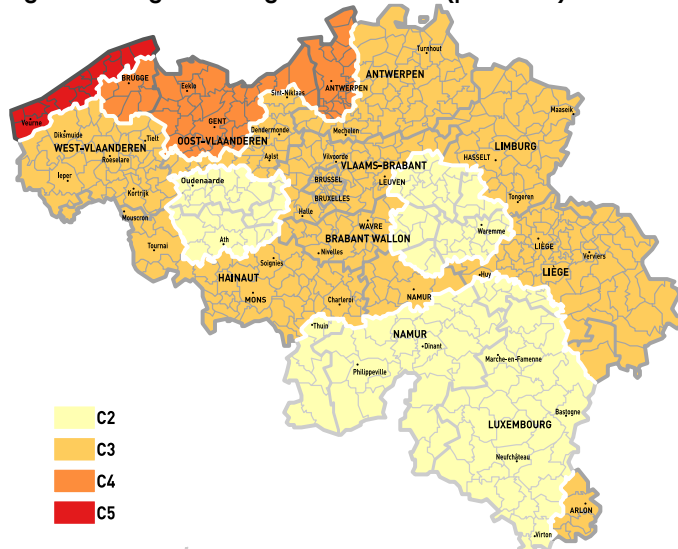 Turnhout
ANTWERPEN
BRUGGE
Eeklo
Sint-Niklaas
ANTWERPEN
Maaseik
Veurne
GENT
Diksmuide
Tielt
OOST-VLAANDEREN
Dendermonde
Mechelen
WEST-VLAANDEREN
Roeselare
Aalst
Vilvoorde
VLAAMS-BRABANT
HASSELT
LIMBURG
Ieper
Oudenaarde
BRUSSEL
LEUVEN
Kortrijk
BRUXELLES
Tongeren
Mouscron
Halle
WAVRE
Waremme
Tournai
Ath
BRABANT WALLON
LIÈGE
Nivelles
Verviers
Soignies
LIÈGE
HAINAUT
Huy
MONS
Charleroi
NAMUR
Thuin
NAMUR
Dinant
Marche-en-Famenne
Philippeville
C2
Bastogne
LUXEMBOURG
C3
Neufchâteau
C4
C5
ARLON
Virton